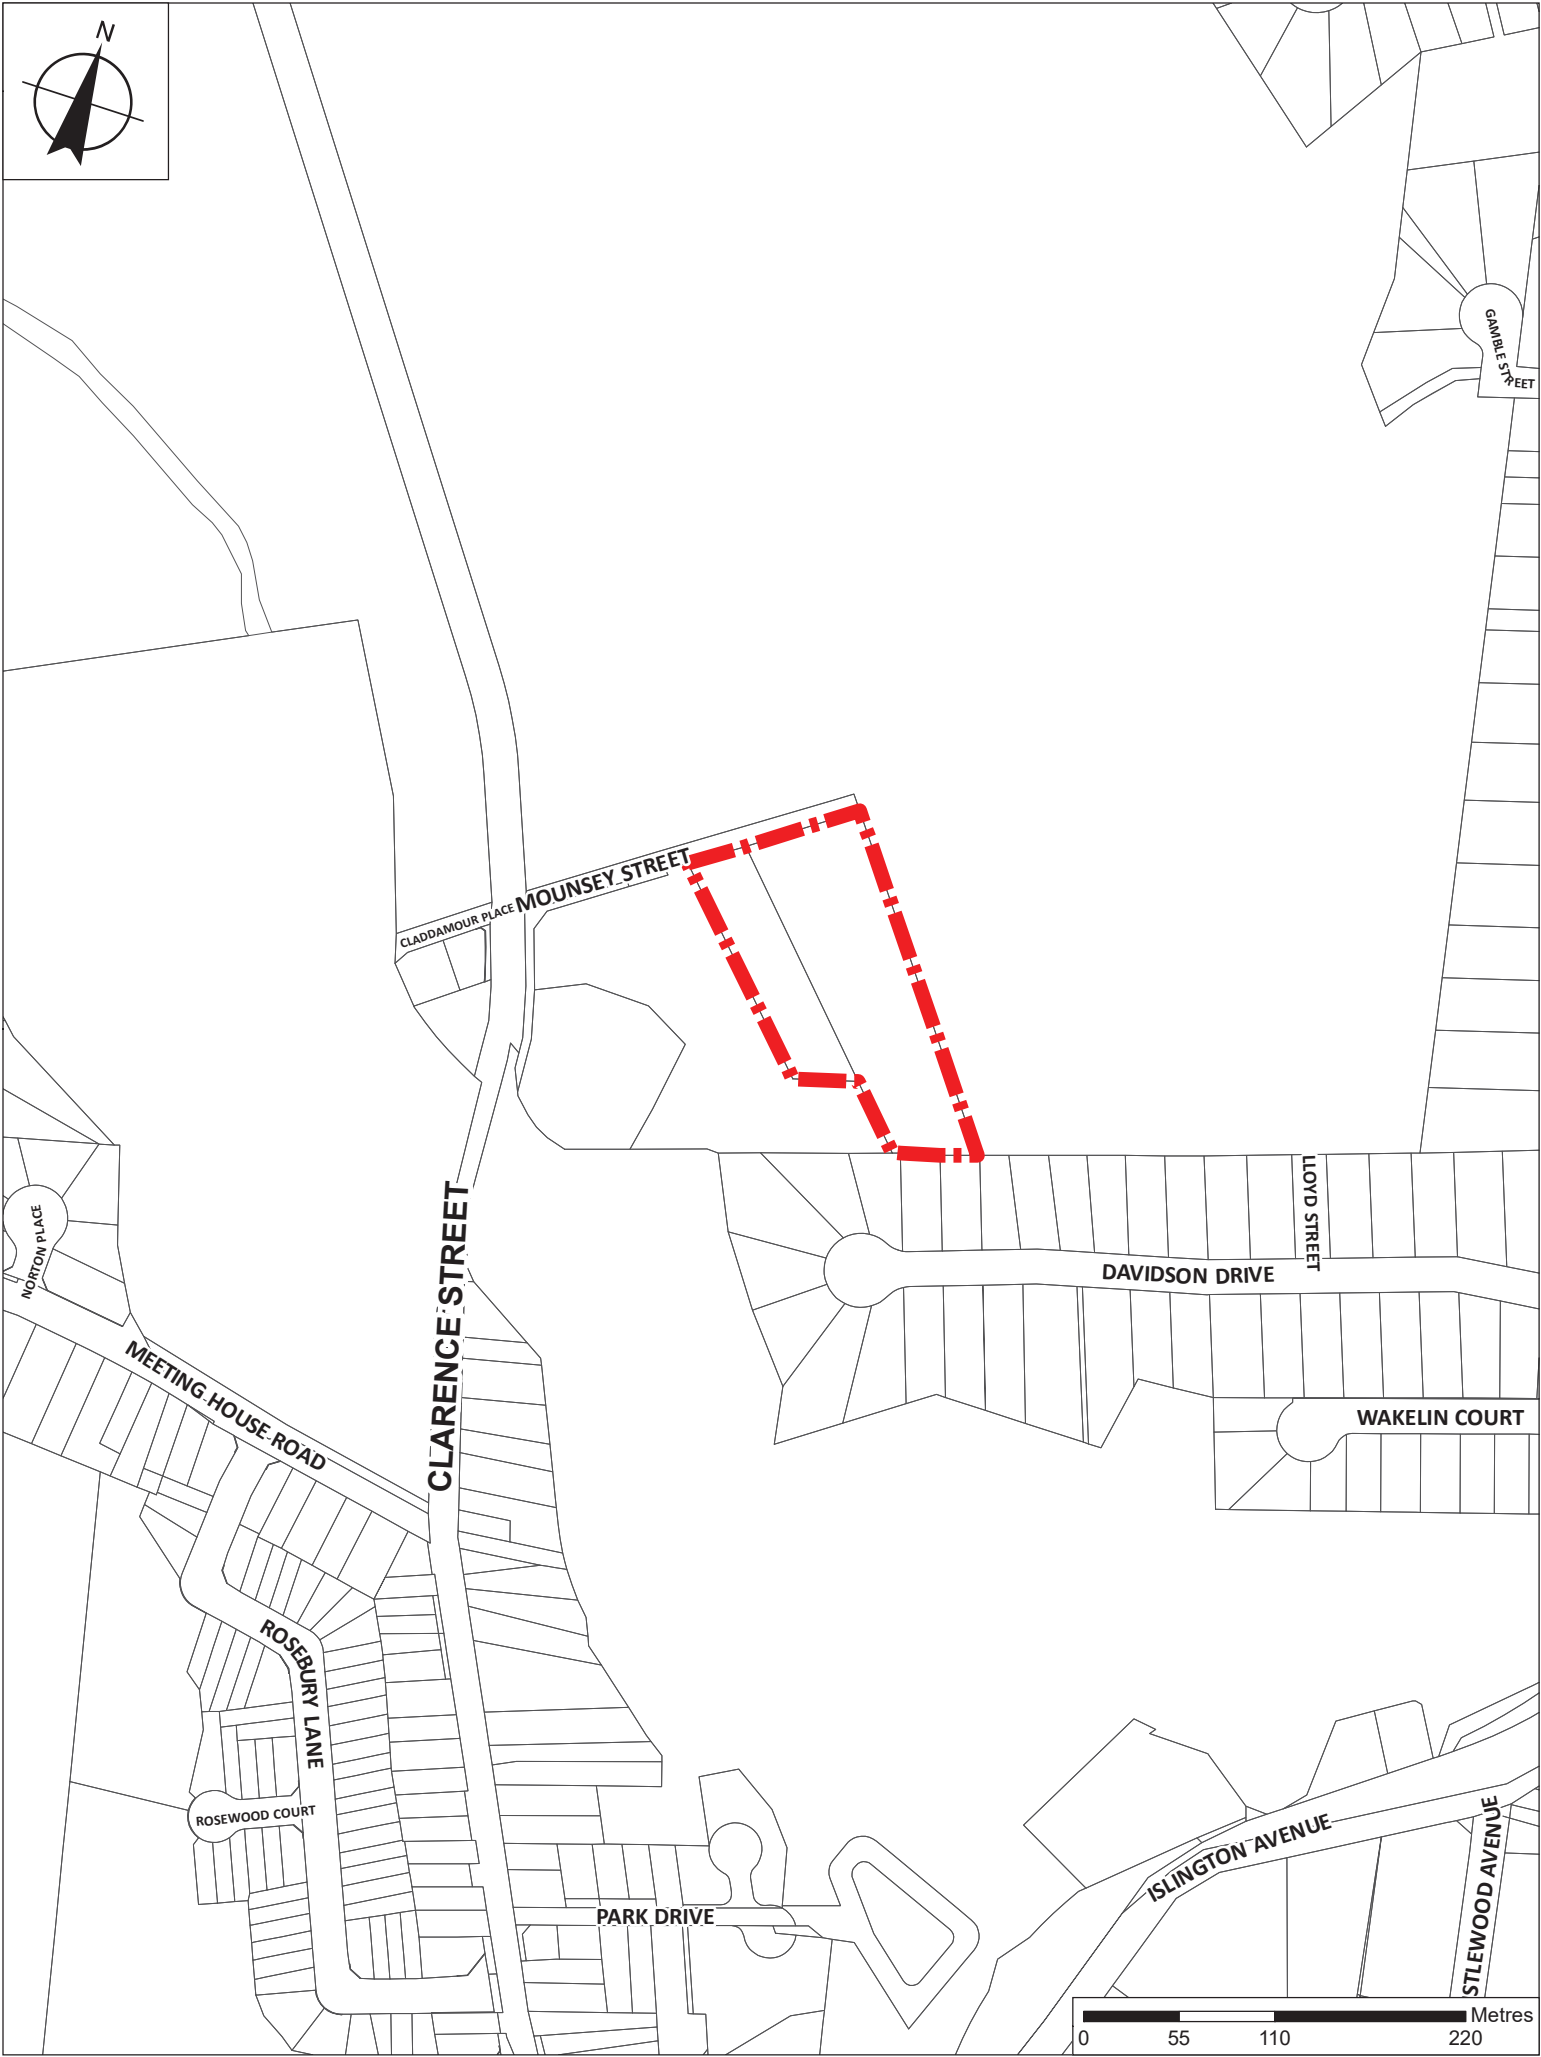 N
GAMBLE STREET
MOUNSEY STREET
CLADDAMOUR PLACE
LLOYD STREET
NORTON PLACE
CLARENCE STREET
DAVIDSON DRIVE
MEETING HOUSE ROAD
WAKELIN COURT
ROSEBURY LANE
ROSEWOOD COURT
ISLINGTON AVENUE
STLEWOOD AVENUE
PARK DRIVE
Metres
0 55 110 220